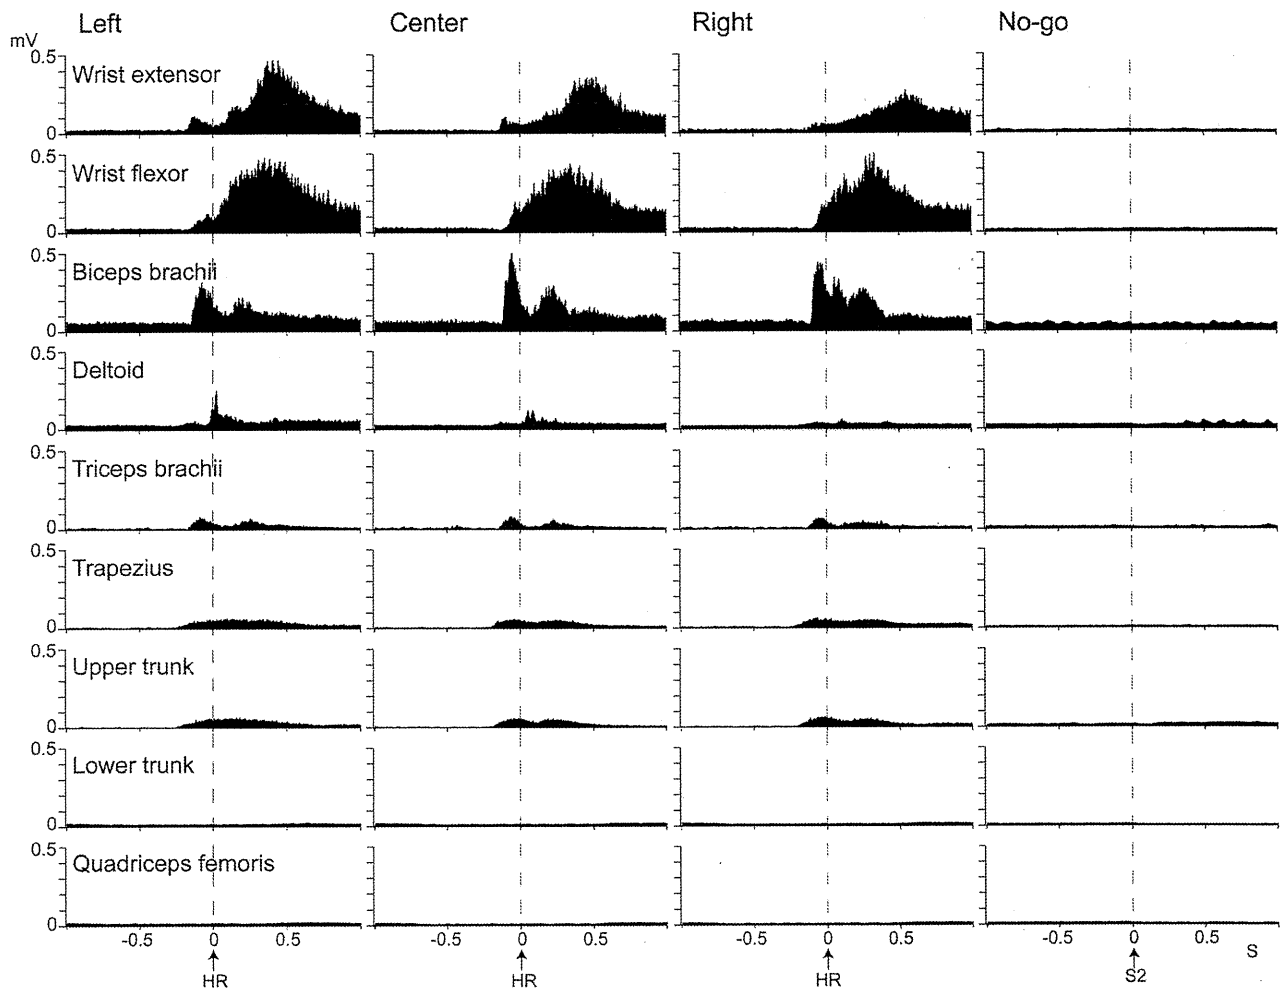 Left Center Right No-go
mV
0.5
Wrist extensor
0
0.5
Wrist flexor
0
0.5
Biceps brachii
0
0.5
Deltoid
0
0.5
Triceps brachii
0
0.5
Trapezius
0
0.5
Upper trunk
0
0.5
Lower trunk
0
0.5
Quadriceps femoris
0
-0.5 0 0.5 -0.5 0 0.5 -0.5 0 0.5 -0.5 0 0.5
S
HR HR HR S2